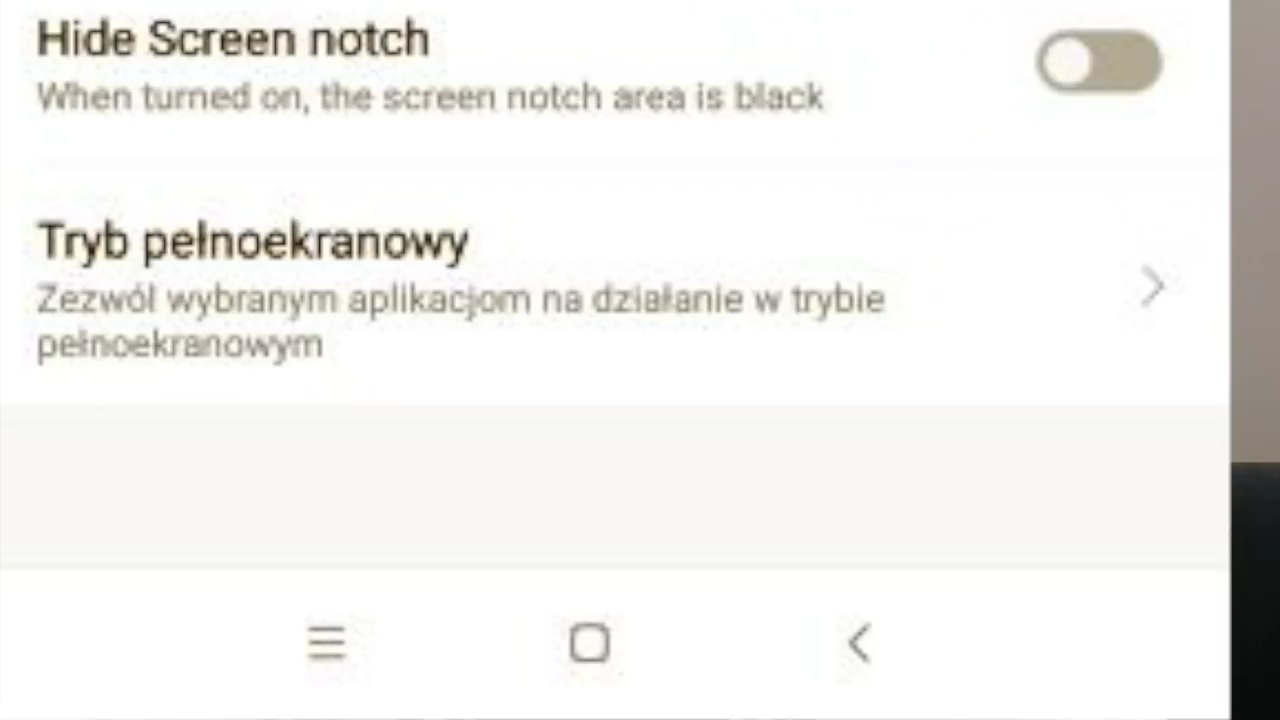 Hide Screen notch
When turned on, the screen notch area is black
Tryb pełnoekranowy
Zezwól wybranym aplikacjom na działanie w trybie
pełnoekranowym